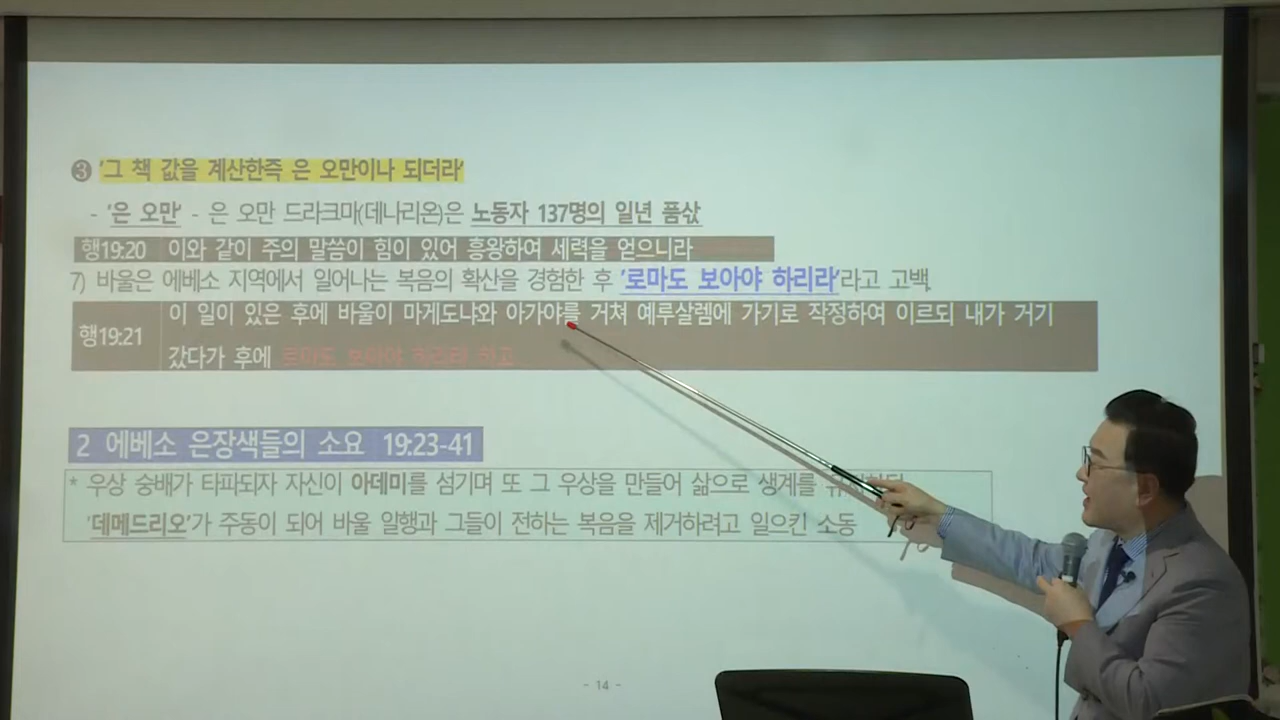 ❸ '그 책 값을 계산한즉 은 오만이나 되더라'
- '은 오만' - 은 오만 드라크마(데나리온)은 노동자 137명의 일년 품삯
행19:20 이와 같이 주의 말씀이 힘이 있어 흥왕하여 세력을 얻으니라
7) 바울은 에베소 지역에서 일어나는 복음의 확산을 경험한 후 '로마도 보아야 하리라'라고 고백.
행19:21 이 일이 있은 후에 바울이 마게도냐와 아가야를 거쳐 예루살렘에 가기로 작정하여 이르되 내가 거기
갔다가 후에 로마도 보아야 하리라 하고
2 에베소 은장색들의 소요 19:23-41
* 우상 숭배가 타파되자 자신이 아데미를 섬기며 또 그 우상을 만들어 삶으로 생계를
'데메드리오'가 주동이 되어 바울 일행과 그들이 전하는 복음을 제거하려고 일으킨 소동
- 14 -